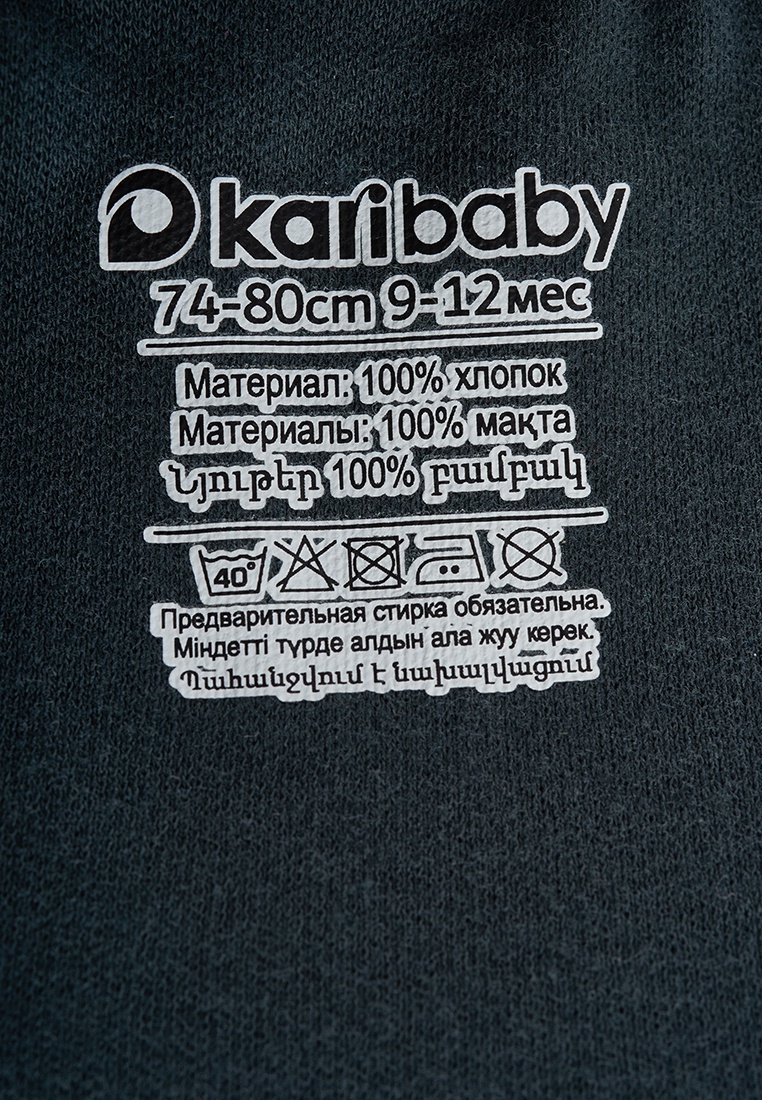 karibaby
74-80cm 9-12мес
Материал: 100% хлопок
Материалы: 100% мақта
Նյութեր 100% բամբակ
40°
Предварительная стирка обязательна.
Міндетті түрде алдын ала жуу керек.
Պահանջվում է նախալվացում